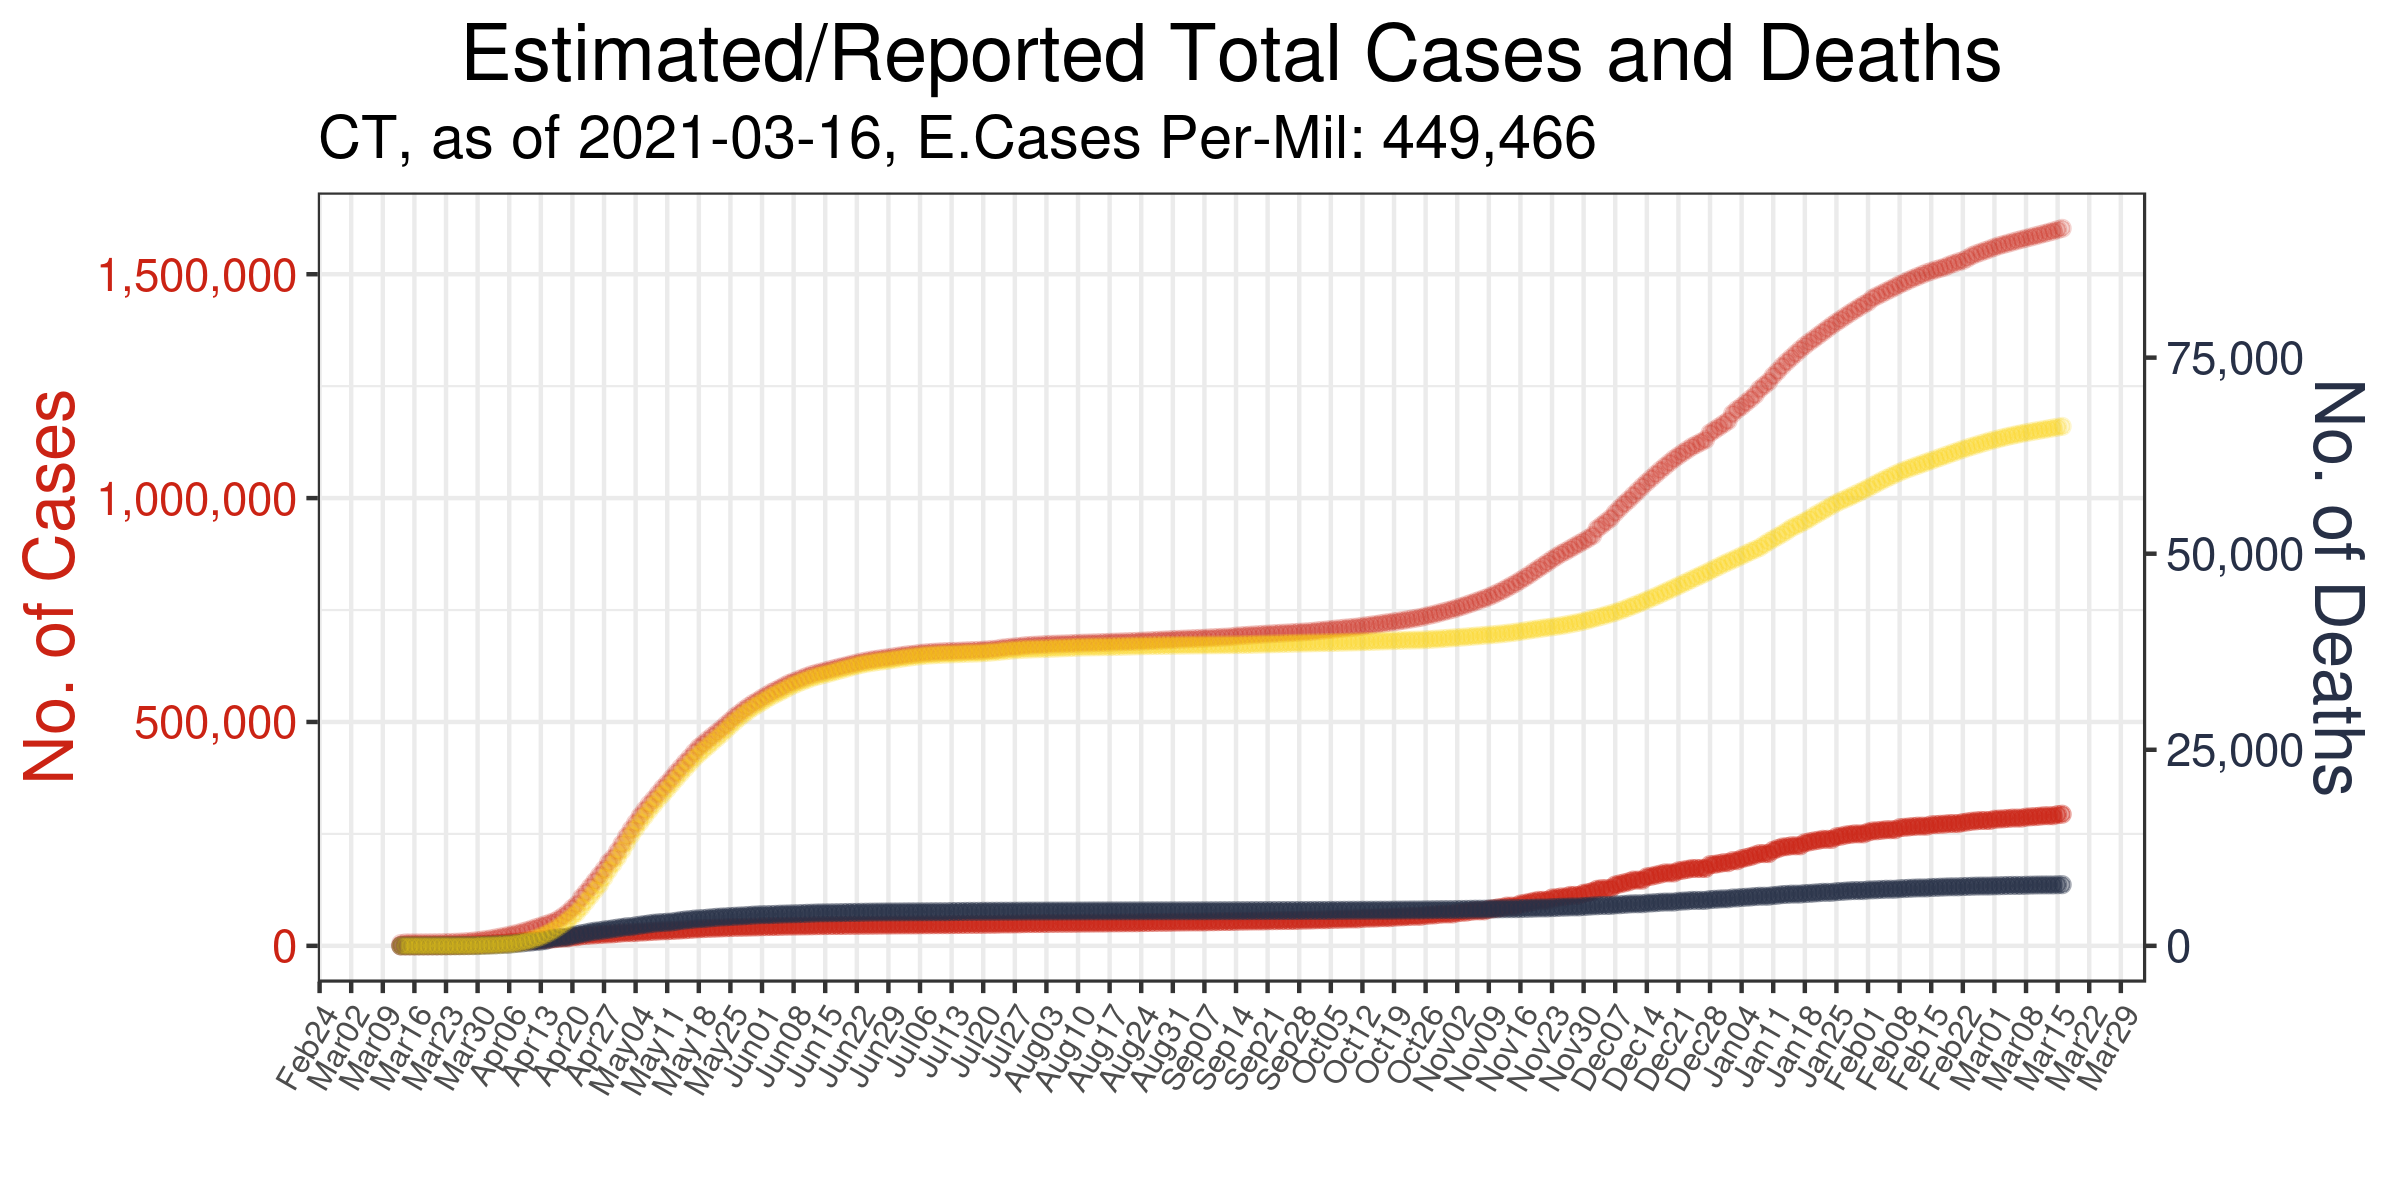 Estimated/Reported Total Cases and Deaths
CT, as of 2021-03-16, E.Cases Per-Mil: 449,466
No. of Cases
1,500,000
1,000,000
500,000
0
75,000
50,000
25,000
0
No. of Deaths
Feb24
Mar02
Mar09
Mar16
Mar23
Mar30
Apr06
Apr13
Apr20
Apr27
May04
May11
May18
May25
Jun01
Jun08
Jun15
Jun22
Jun29
Jul06
Jul13
Jul20
Jul27
Aug03
Aug10
Aug17
Aug24
Aug31
Sep07
Sep14
Sep21
Sep28
Oct05
Oct12
Oct19
Oct26
Nov02
Nov09
Nov16
Nov23
Nov30
Dec07
Dec14
Dec21
Dec28
Jan04
Jan11
Jan18
Jan25
Feb01
Feb08
Feb15
Feb22
Mar01
Mar08
Mar15
Mar22
Mar29